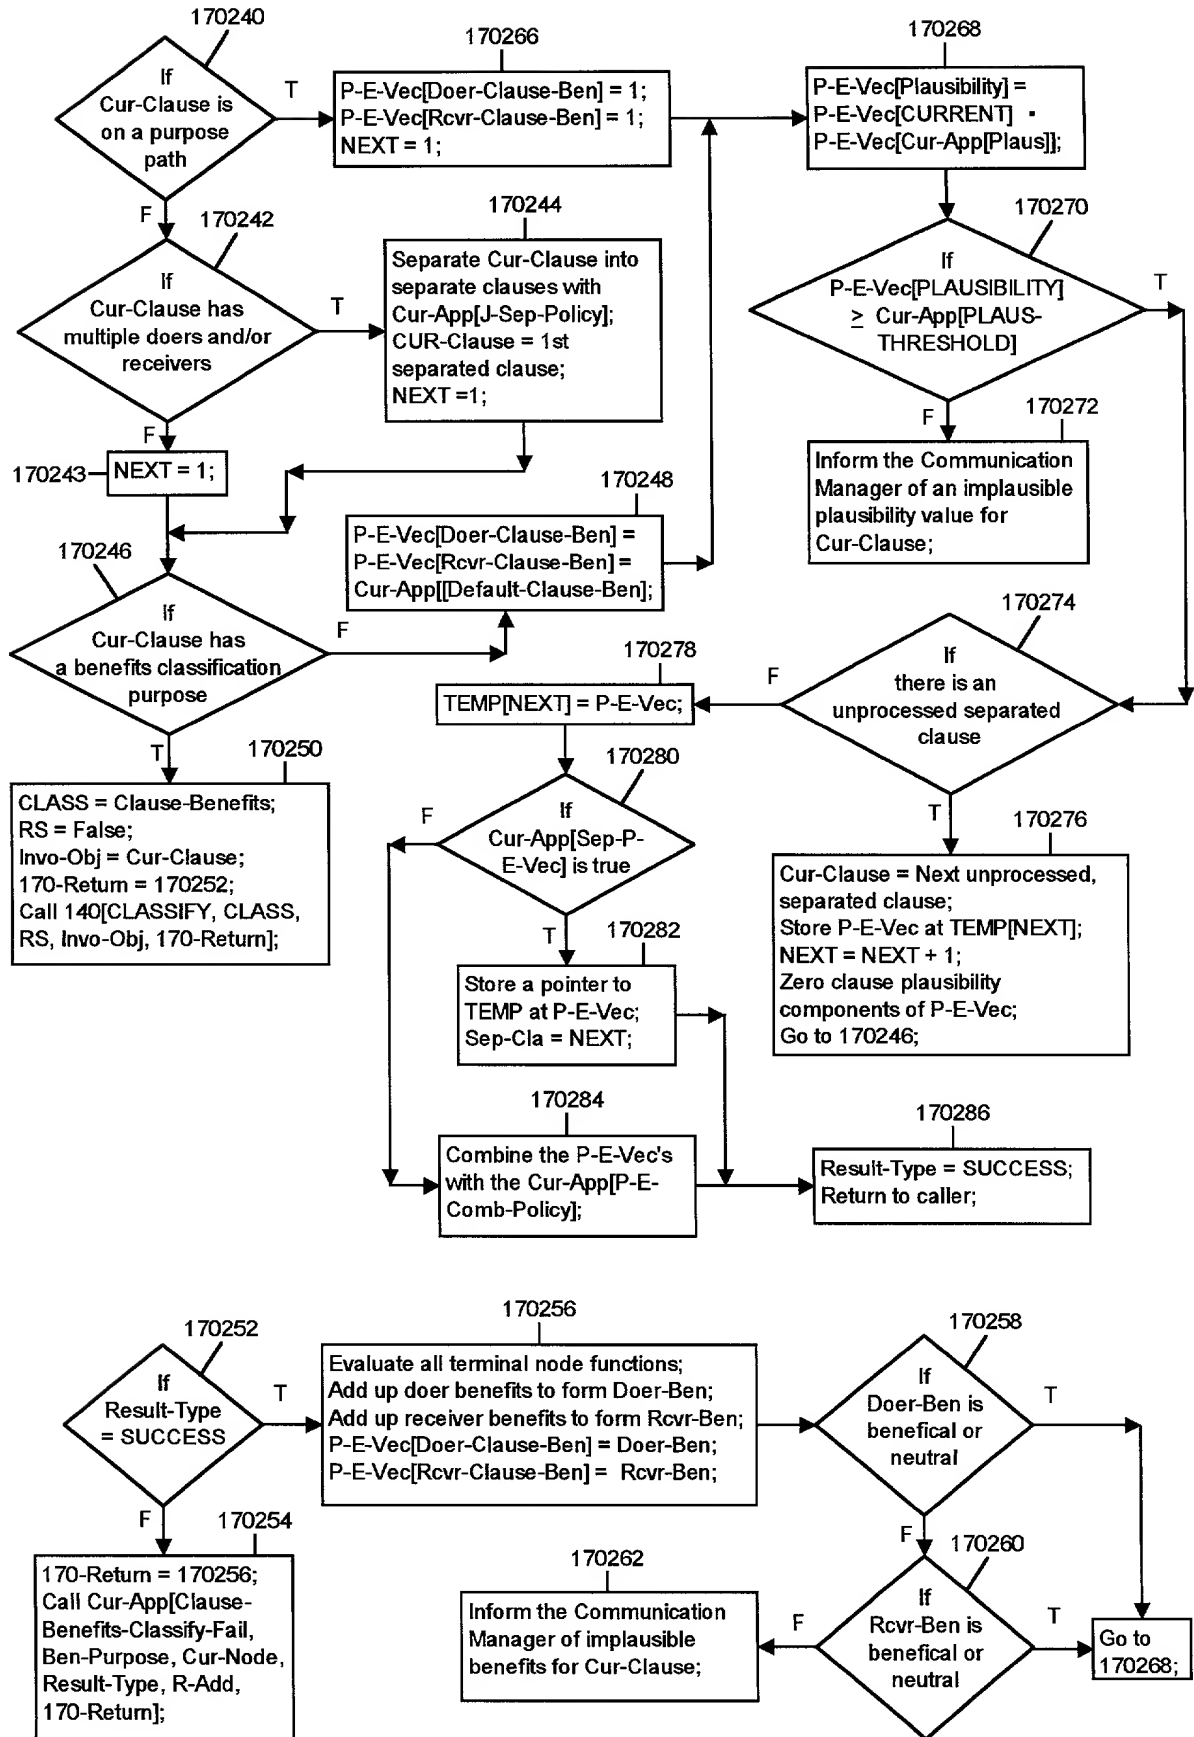 170240
If
Cur-Clause is
on a purpose
path
T
F
170266
P-E-Vec[Doer-Clause-Ben] = 1;
P-E-Vec[Rcvr-Clause-Ben] = 1;
NEXT = 1;
170268
P-E-Vec[Plausibility] =
P-E-Vec[CURRENT] ·
P-E-Vec[Cur-App[Plaus]];
170242
If
Cur-Clause has
multiple doers and/or
receivers
T
F
170244
Separate Cur-Clause into
separate clauses with
Cur-App[J-Sep-Policy];
CUR-Clause = 1st
separated clause;
NEXT =1;
170270
If
P-E-Vec[PLAUSIBILITY]
≥ Cur-App[PLAUS-
THRESHOLD]
T
F
170243
NEXT = 1;
170272
Inform the Communication
Manager of an implausible
plausibility value for
Cur-Clause;
170248
P-E-Vec[Doer-Clause-Ben] =
P-E-Vec[Rcvr-Clause-Ben] =
Cur-App[[Default-Clause-Ben];
170246
If
Cur-Clause has
a benefits classification
purpose
F
T
170274
If
there is an
unprocessed separated
clause
F
T
170278
TEMP[NEXT] = P-E-Vec;
170250
CLASS = Clause-Benefits;
RS = False;
Invo-Obj = Cur-Clause;
170-Return = 170252;
Call 140[CLASSIFY, CLASS,
RS, Invo-Obj, 170-Return];
170280
If
Cur-App[Sep-P-
E-Vec] is true
F
T
170276
Cur-Clause = Next unprocessed,
separated clause;
Store P-E-Vec at TEMP[NEXT];
NEXT = NEXT + 1;
Zero clause plausibility
components of P-E-Vec;
Go to 170246;
170282
Store a pointer to
TEMP at P-E-Vec;
Sep-Cla = NEXT;
170284
Combine the P-E-Vec's
with the Cur-App[P-E-
Comb-Policy];
170286
Result-Type = SUCCESS;
Return to caller;
170252
If
Result-Type
= SUCCESS
T
F
170256
Evaluate all terminal node functions;
Add up doer benefits to form Doer-Ben;
Add up receiver benefits to form Rcvr-Ben;
P-E-Vec[Doer-Clause-Ben] = Doer-Ben;
P-E-Vec[Rcvr-Clause-Ben] = Rcvr-Ben;
170258
If
Doer-Ben is
benefical or
neutral
T
F
170254
170-Return = 170256;
Call Cur-App[Clause-
Benefits-Classify-Fail,
Ben-Purpose, Cur-Node,
Result-Type, R-Add,
170-Return];
170262
Inform the Communication
Manager of implausible
benefits for Cur-Clause;
170260
If
Rcvr-Ben is
benefical or
neutral
F
T
Go to
170268;